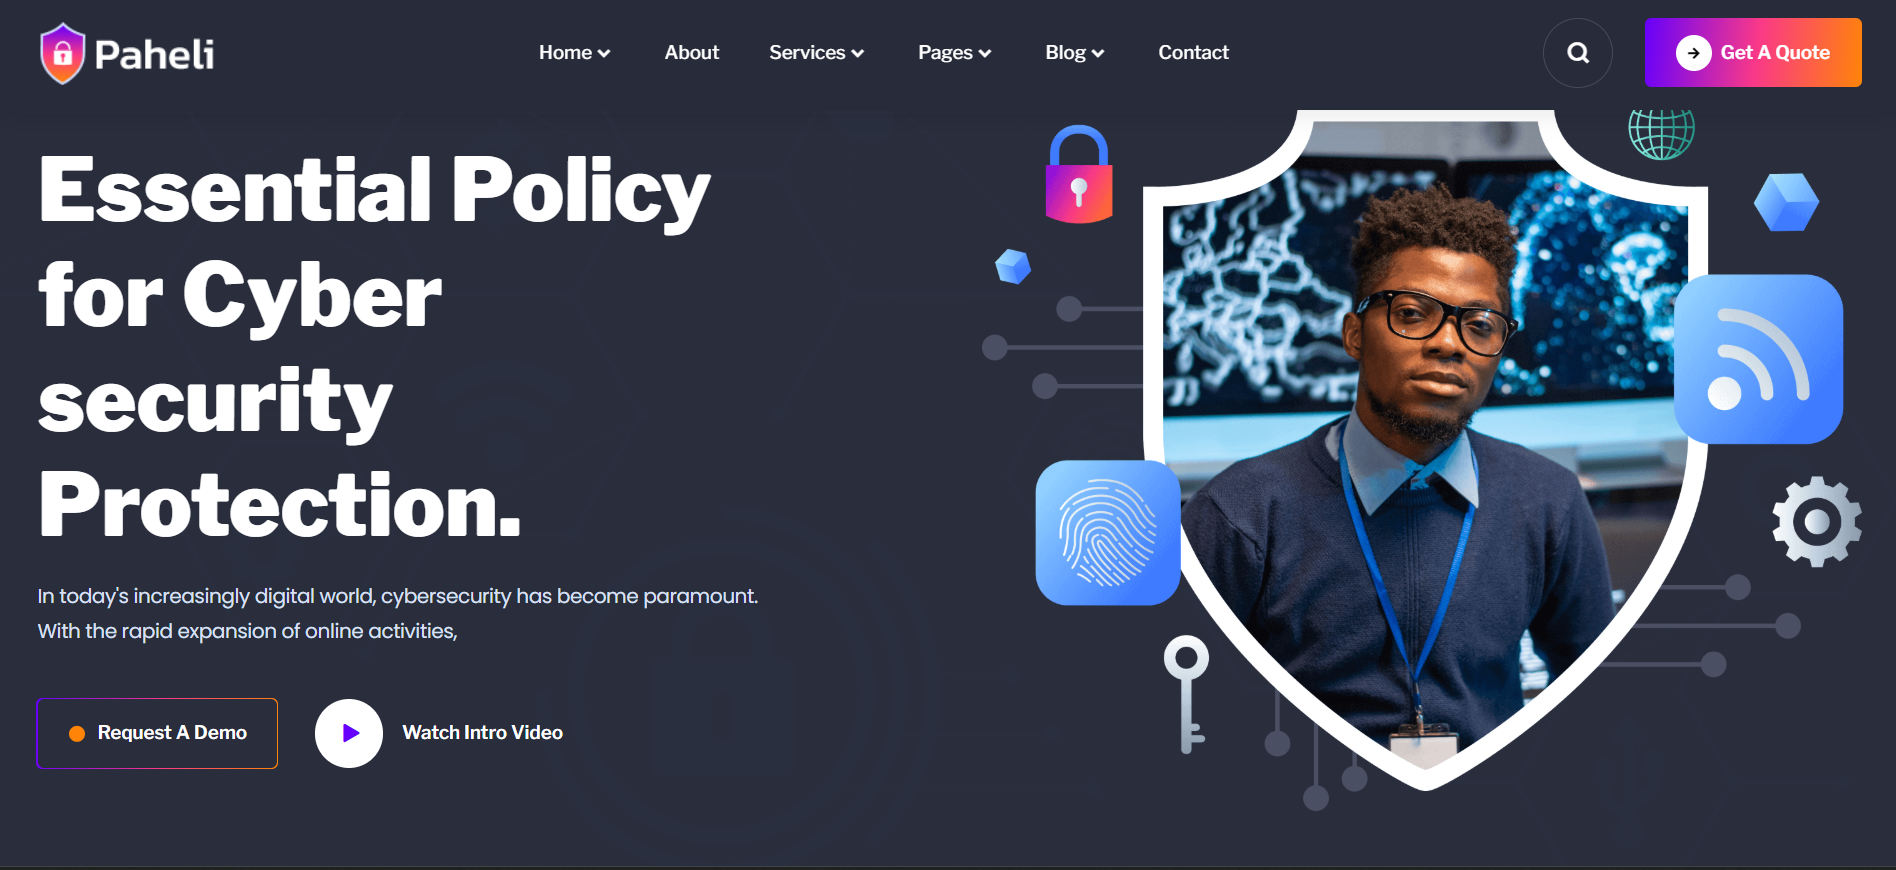 Paheli
Home
About
Services
Pages
Blog
Contact
Get A Quote
Essential Policy
for Cyber
security
Protection.
In today's increasingly digital world, cybersecurity has become paramount.
With the rapid expansion of online activities,
Request A Demo
Watch Intro Video